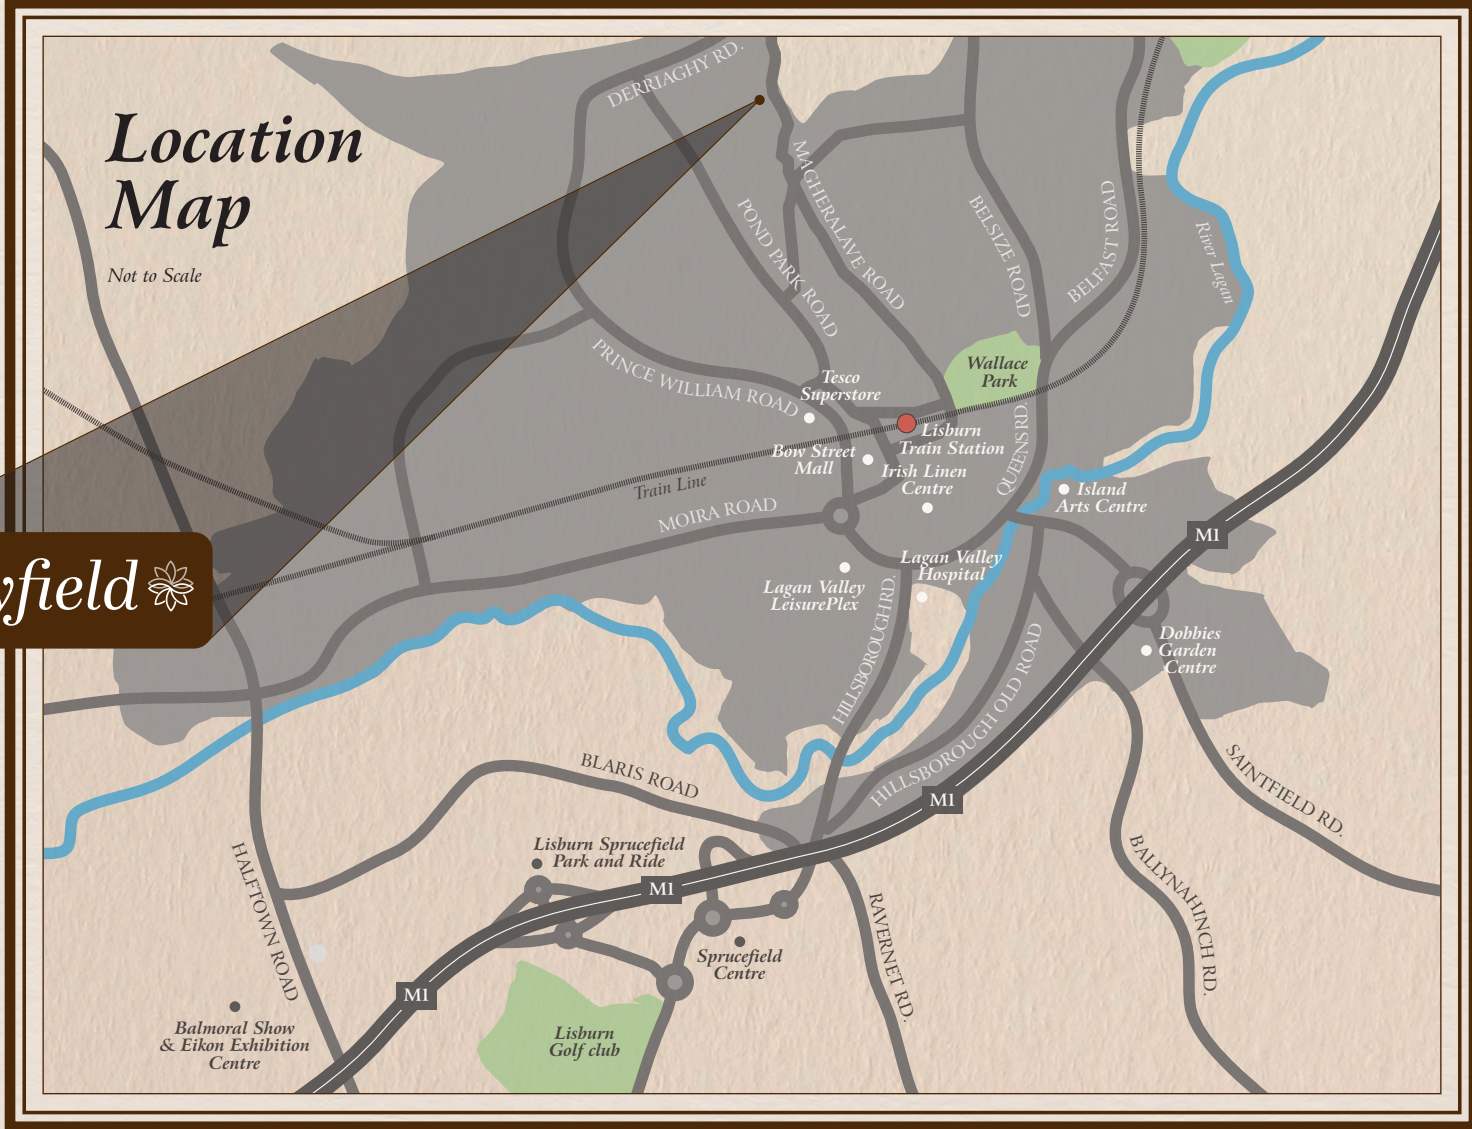 Location
Map
Not to Scale
DERRIAGHY RD.
MAGHERALAVE ROAD
POND PARK ROAD
BELSIZE ROAD
BELFAST ROAD
River Lagan
PRINCE WILLIAM ROAD
Tesco
Superstore
Wallace
Park
Lisburn
Train Station
Bow Street
Mall
Irish Linen
Centre
QUEENS RD.
Island
Arts Centre
Train Line
MOIRA ROAD
M1
yfield
Lagan Valley
LeisurePlex
Lagan Valley
Hospital
HILLSBOROUGH RD.
HILLSBOROUGH OLD ROAD
Dobbies
Garden
Centre
BLARIS ROAD
SAINTFIELD RD.
M1
Lisburn Sprucefield
Park and Ride
M1
HALFTOWN ROAD
BALLYNAHINCH RD.
RAVERNET RD.
Sprucefield
Centre
M1
Balmoral Show
& Eikon Exhibition
Centre
Lisburn
Golf club